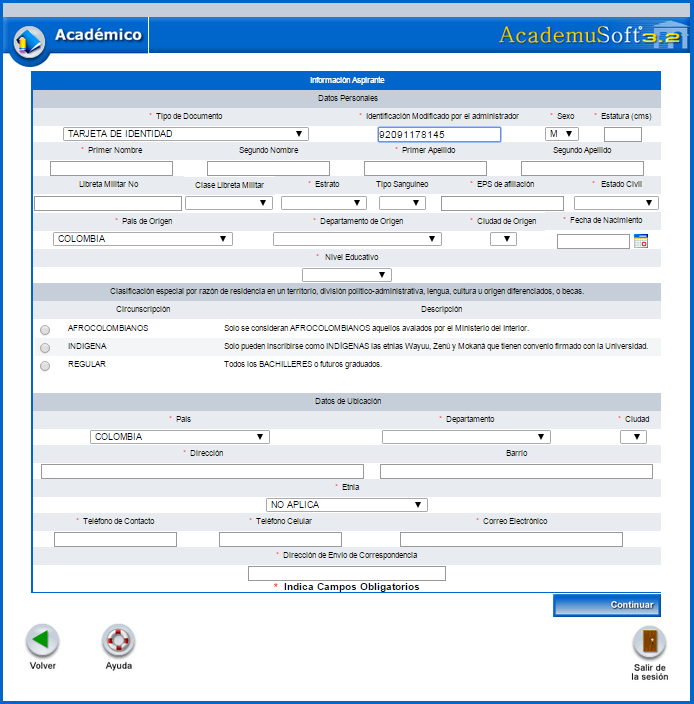 Académico
AcademuSoft 3.2
Información Aspirante
Datos Personales
* Tipo de Documento * Identificación Modificado por el administrador * Sexo * Estatura (cms)
TARJETA DE IDENTIDAD 92091178145 M
* Primer Nombre Segundo Nombre * Primer Apellido Segundo Apellido
Libreta Militar No Clase Libreta Militar * Estrato Tipo Sanguineo * EPS de afiliación * Estado Civil
* Pais de Origen * Departamento de Origen * Ciudad de Origen * Fecha de Nacimiento
COLOMBIA
* Nivel Educativo
Clasificación especial por razón de residencia en un territorio, división político-administrativa, lengua, cultura u origen diferenciados, o becas.
Circunscripción Descripción
AFROCOLOMBIANOS Solo se consideran AFROCOLOMBIANOS aquellos avalados por el Ministerio del Interior.
INDÍGENA Solo pueden inscribirse como INDÍGENAS las etnias Wayuu, Zenú y Mokaná que tienen convenio firmado con la Universidad.
REGULAR Todos los BACHILLERES o futuros graduados.
Datos de Ubicación
* Pais * Departamento * Ciudad
COLOMBIA
* Dirección Barrio
* Etnia
NO APLICA
* Teléfono de Contacto * Teléfono Celular * Correo Electrónico
* Dirección de Envio de Correspondencia
* Indica Campos Obligatorios
Continuar
Volver Ayuda Salir de
la sesión